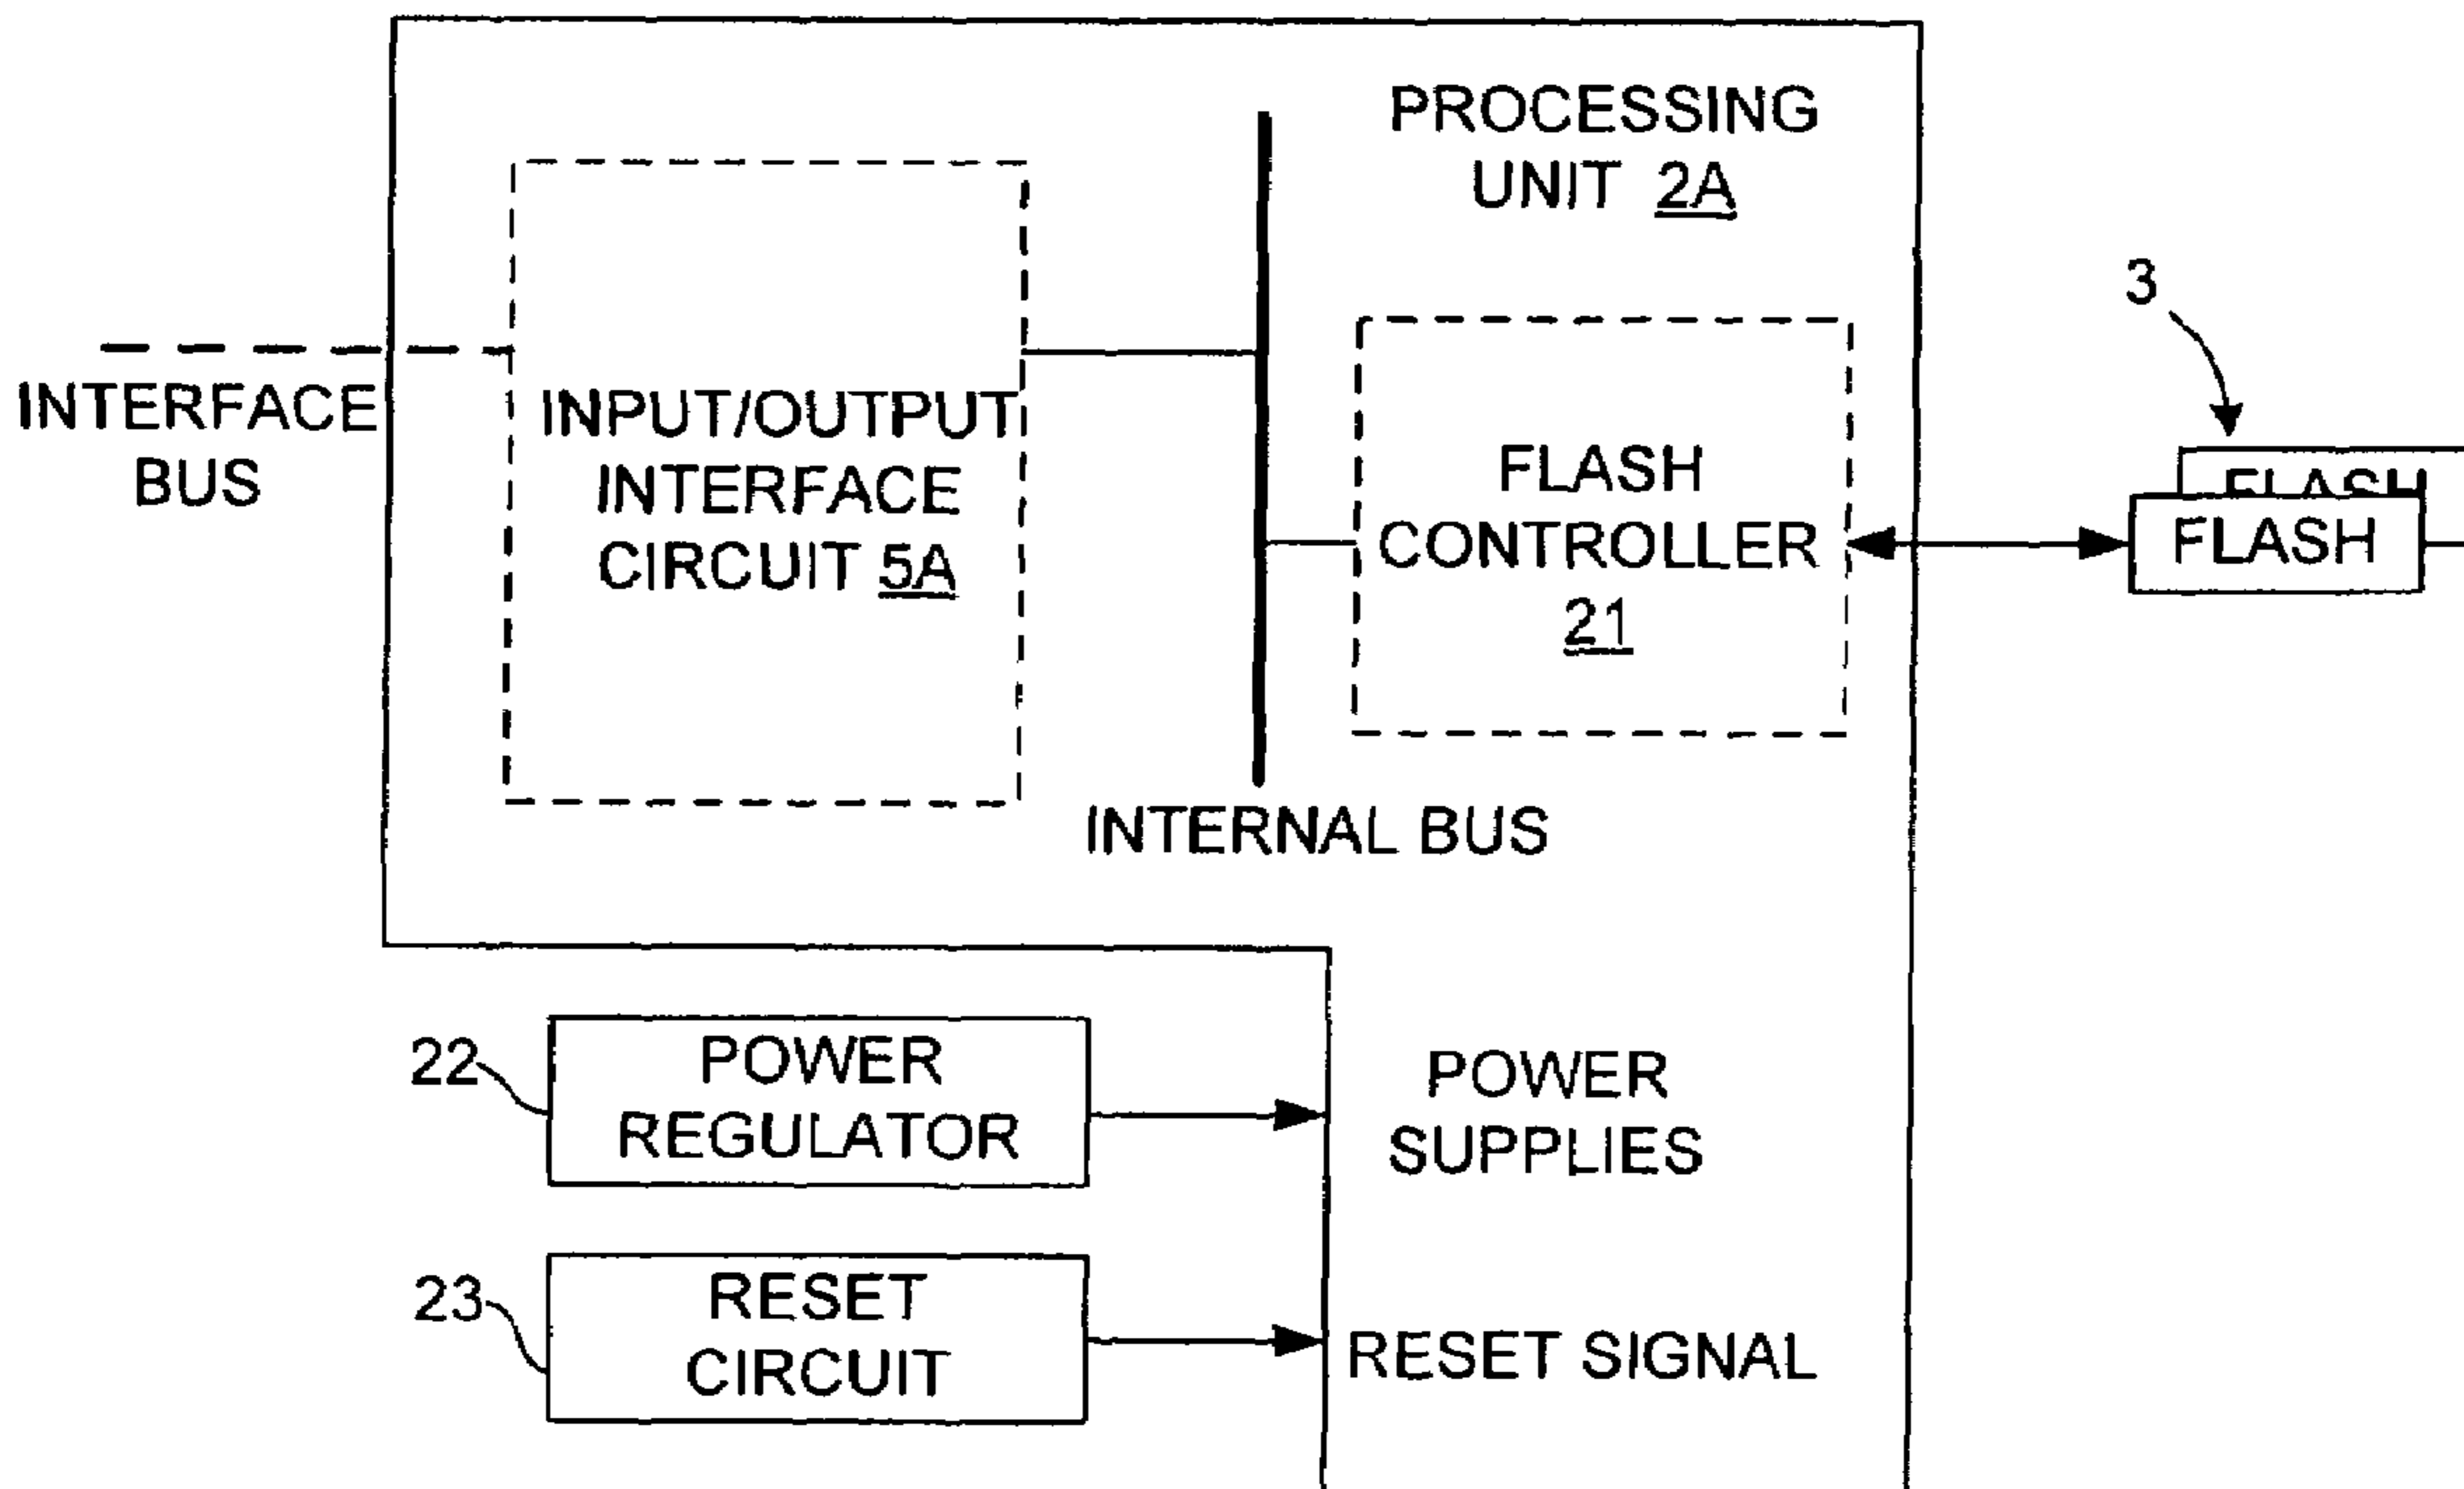 PROCESSING
UNIT 2A
3
INTERFACE
BUS
INPUT/OUTPUT
INTERFACE
CIRCUIT 5A
FLASH
CONTROLLER
21
FLASH
FLASH
INTERNAL BUS
22
POWER
REGULATOR
POWER
SUPPLIES
23
RESET
CIRCUIT
RESET SIGNAL